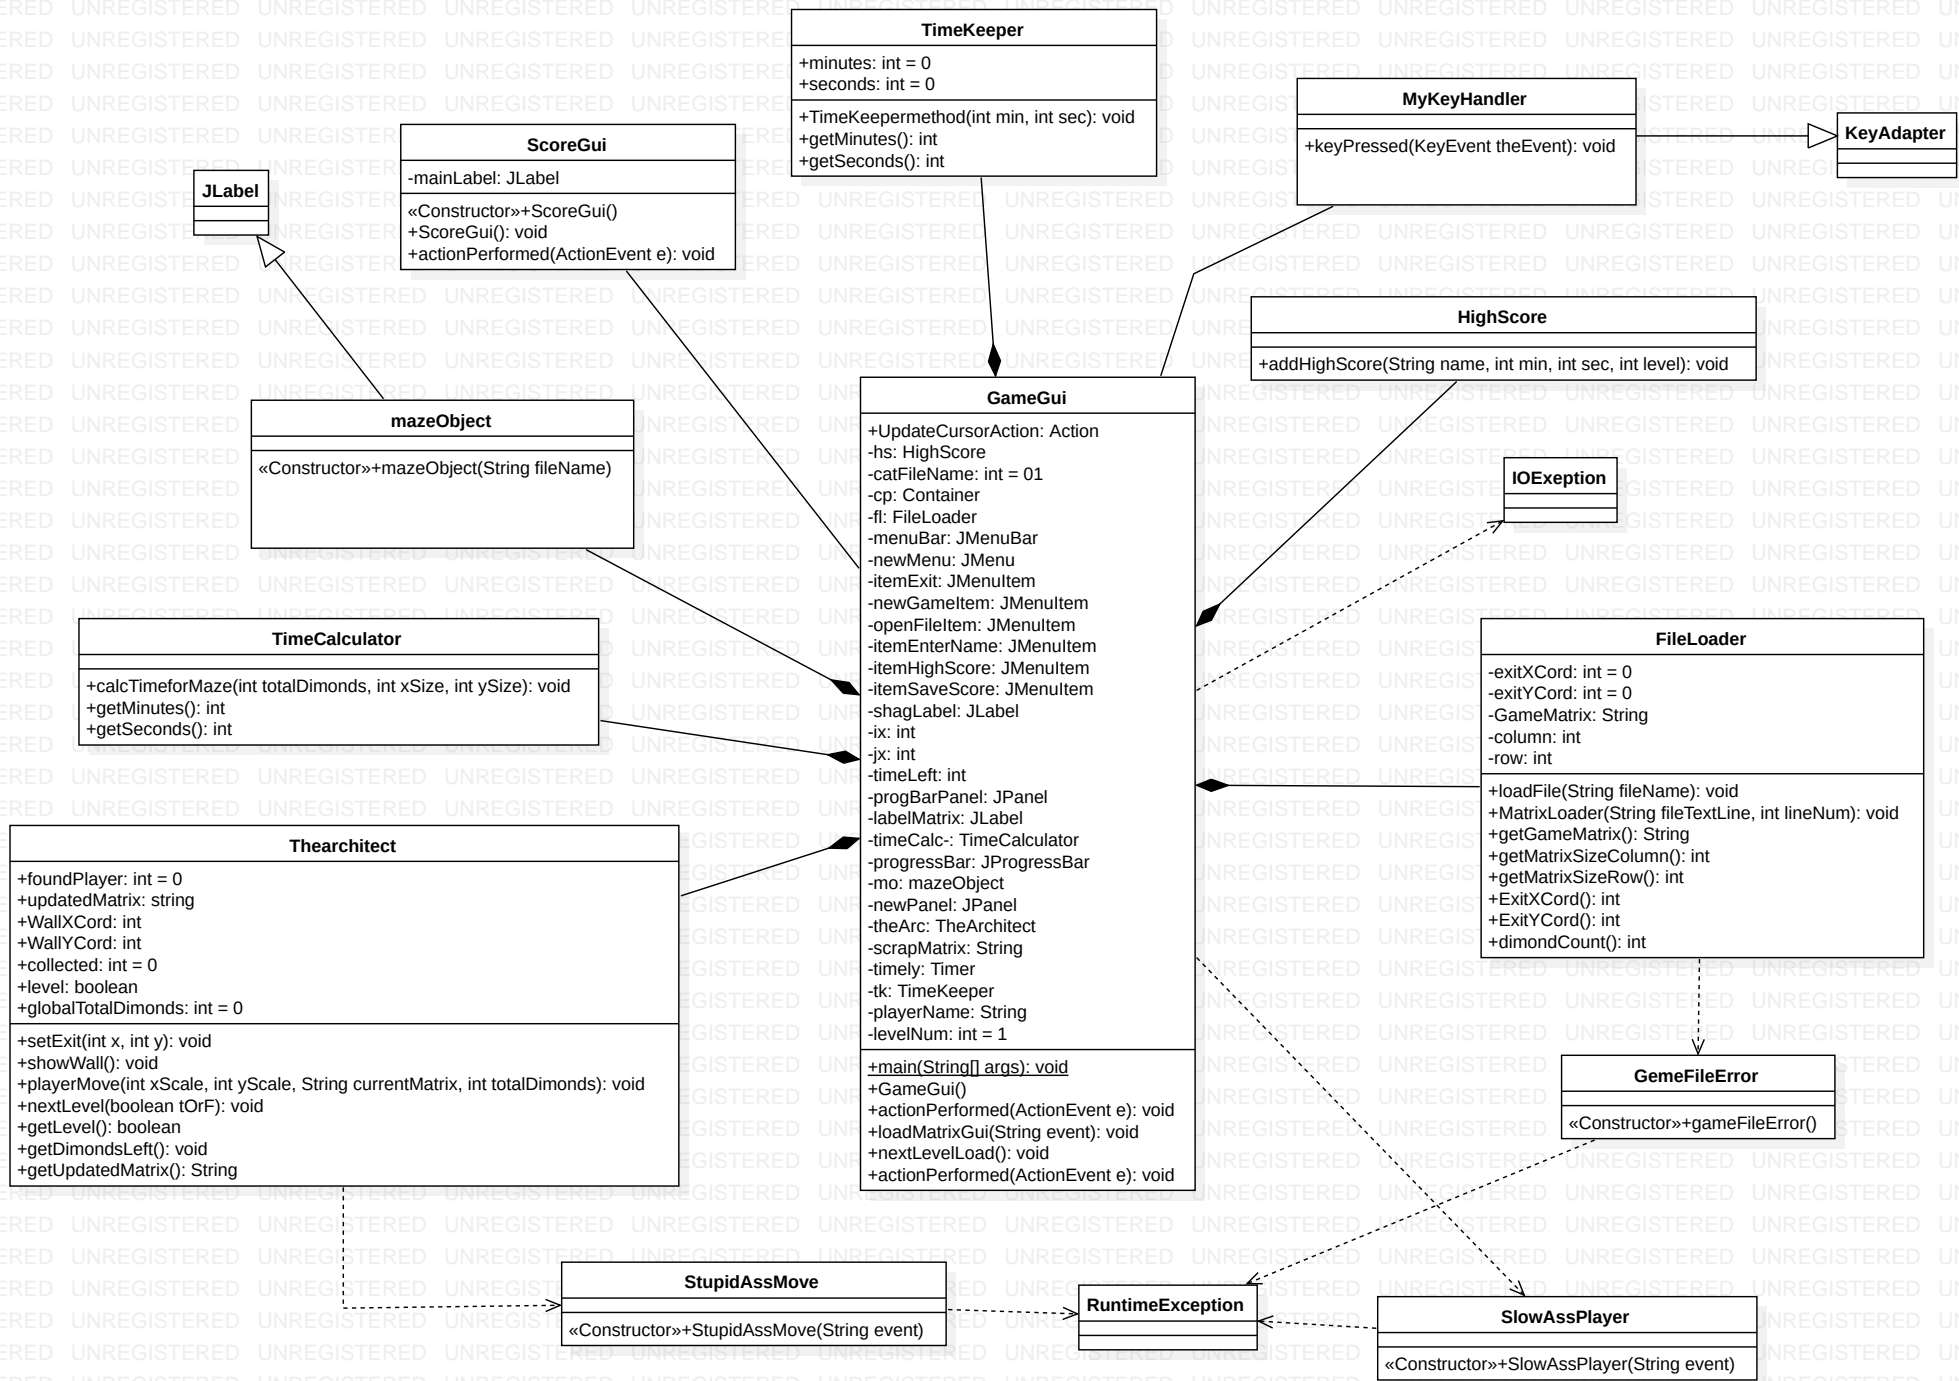 TimeKeeper
+minutes: int = 0
+seconds: int = 0
+TimeKeepermethod(int min, int sec): void
+getMinutes(): int
+getSeconds(): int
MyKeyHandler
+keyPressed(KeyEvent theEvent): void
KeyAdapter
ScoreGui
-mainLabel: JLabel
«Constructor»+ScoreGui()
+ScoreGui(): void
+actionPerformed(ActionEvent e): void
JLabel
HighScore
+addHighScore(String name, int min, int sec, int level): void
mazeObject
«Constructor»+mazeObject(String fileName)
GameGui
+UpdateCursorAction: Action
-hs: HighScore
-catFileName: int = 01
-cp: Container
-fl: FileLoader
-menuBar: JMenuBar
-newMenu: JMenu
-itemExit: JMenuItem
-newGameItem: JMenuItem
-openFileItem: JMenuItem
-itemEnterName: JMenuItem
-itemHighScore: JMenuItem
-itemSaveScore: JMenuItem
-shagLabel: JLabel
-ix: int
-jx: int
-timeLeft: int
-progBarPanel: JPanel
-labelMatrix: JLabel
-timeCalc-: TimeCalculator
-progressBar: JProgressBar
-mo: mazeObject
-newPanel: JPanel
-theArc: TheArchitect
-scrapMatrix: String
-timely: Timer
-tk: TimeKeeper
-playerName: String
-levelNum: int = 1
+main(String[] args): void
+GameGui()
+actionPerformed(ActionEvent e): void
+loadMatrixGui(String event): void
+nextLevelLoad(): void
+actionPerformed(ActionEvent e): void
IOExeption
TimeCalculator
+calcTimeforMaze(int totalDimonds, int xSize, int ySize): void
+getMinutes(): int
+getSeconds(): int
FileLoader
-exitXCord: int = 0
-exitYCord: int = 0
-GameMatrix: String
-column: int
-row: int
+loadFile(String fileName): void
+MatrixLoader(String fileTextLine, int lineNum): void
+getGameMatrix(): String
+getMatrixSizeColumn(): int
+getMatrixSizeRow(): int
+ExitXCord(): int
+ExitYCord(): int
+dimondCount(): int
Thearchitect
+foundPlayer: int = 0
+updatedMatrix: string
+WallXCord: int
+WallYCord: int
+collected: int = 0
+level: boolean
+globalTotalDimonds: int = 0
+setExit(int x, int y): void
+showWall(): void
+playerMove(int xScale, int yScale, String currentMatrix, int totalDimonds): void
+nextLevel(boolean tOrF): void
+getLevel(): boolean
+getDimondsLeft(): void
+getUpdatedMatrix(): String
GemeFileError
«Constructor»+gameFileError()
StupidAssMove
«Constructor»+StupidAssMove(String event)
RuntimeException
SlowAssPlayer
«Constructor»+SlowAssPlayer(String event)